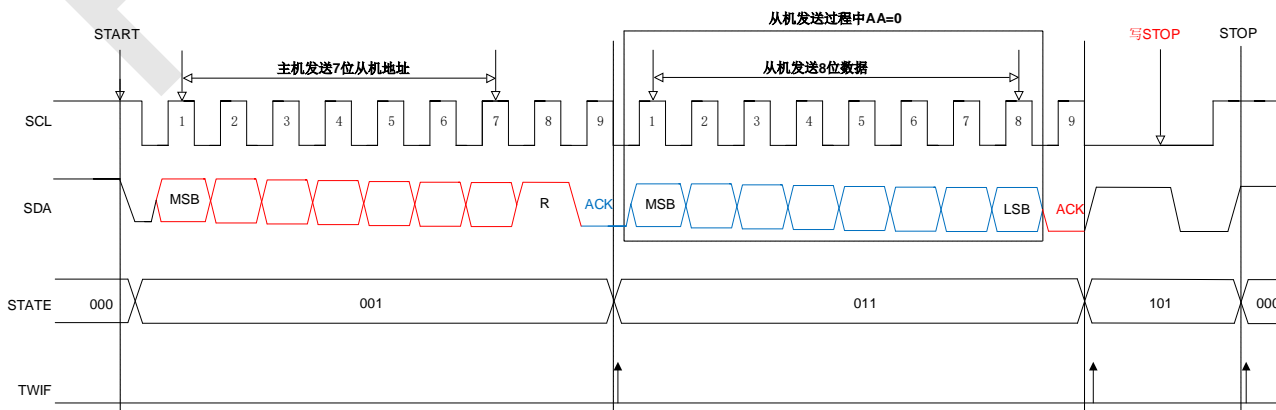 从机发送过程中AA=0
START
写STOP
STOP
主机发送7位从机地址
从机发送8位数据
SCL
1 2 3 4 5 6 7 8 9 1 2 3 4 5 6 7 8 9
SDA
MSB R ACK MSB LSB ACK
STATE 000 001 011 101 000
TWIF